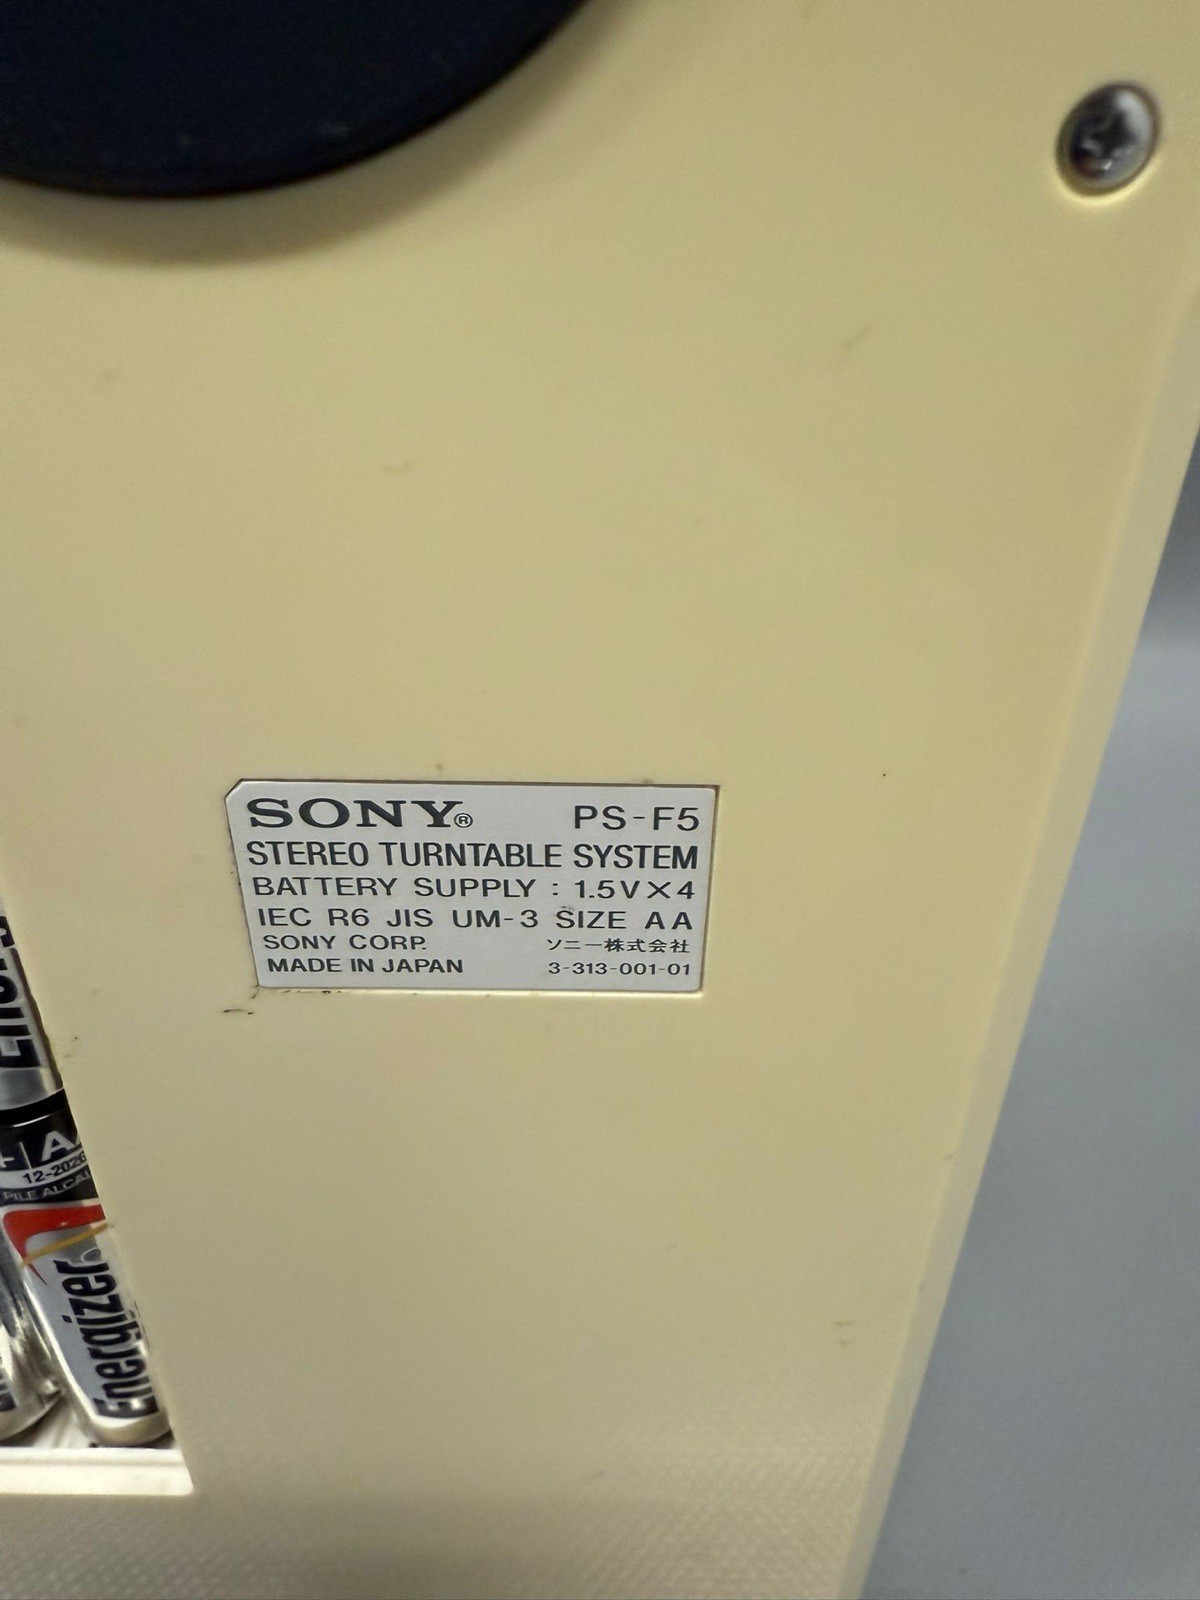 SONY® PS-F5
STEREO TURNTABLE SYSTEM
BATTERY SUPPLY : 1.5V×4
IEC R6 JIS UM-3 SIZE AA
SONY CORP. ソニー株式会社
MADE IN JAPAN 3-313-001-01
+ A
12-2026
PILE ALCA
Energizer